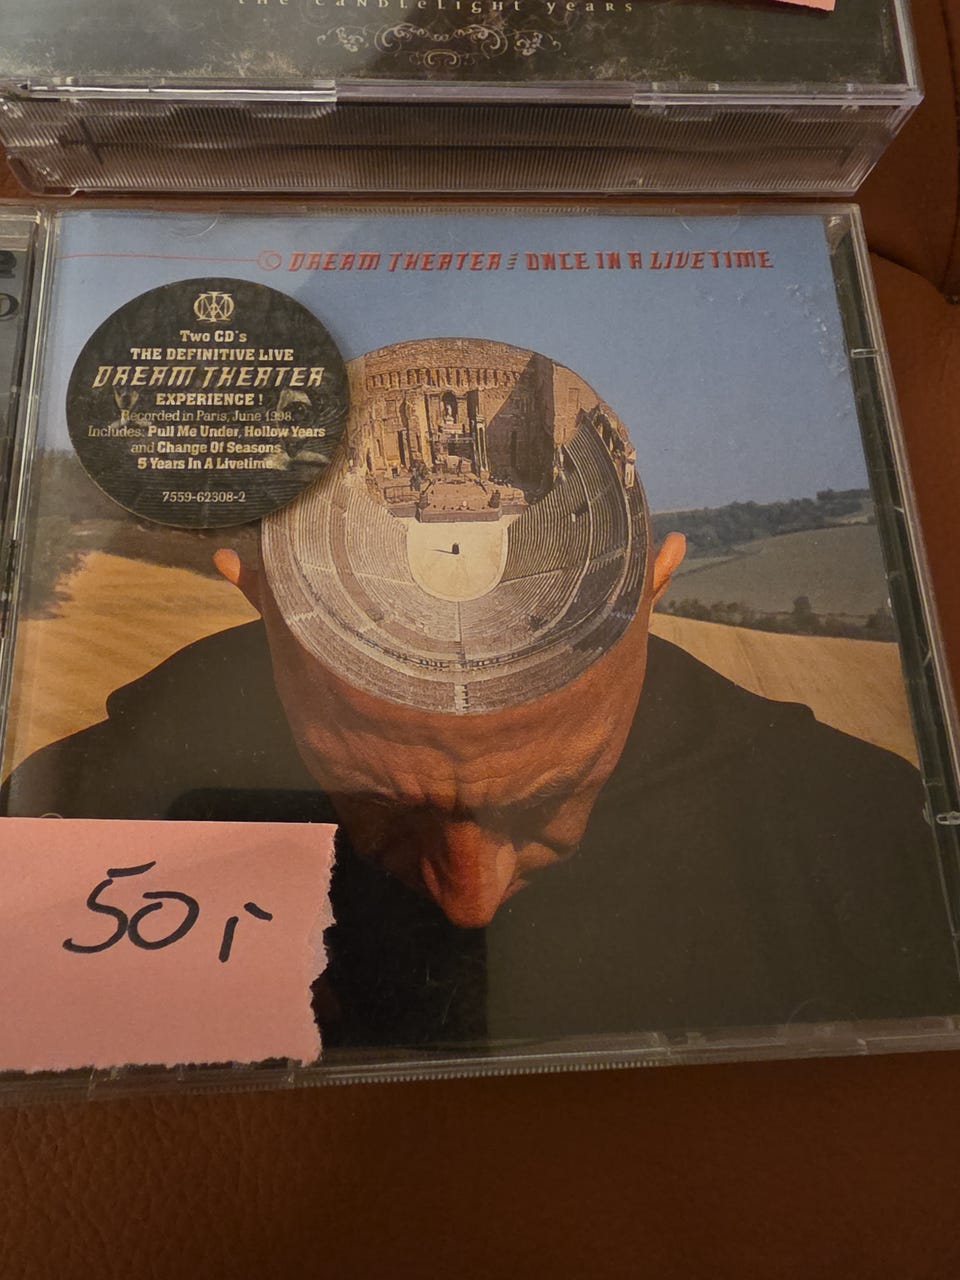 the candlelight years
DREAM THEATER ONCE IN A LIVETIME
Two CD's
THE DEFINITIVE LIVE
DREAM THEATER
EXPERIENCE !
Recorded in Paris, June 1998.
Includes: Pull Me Under, Hollow Years
and Change Of Seasons
5 Years In A Livetime
7559-62308-2
50,-